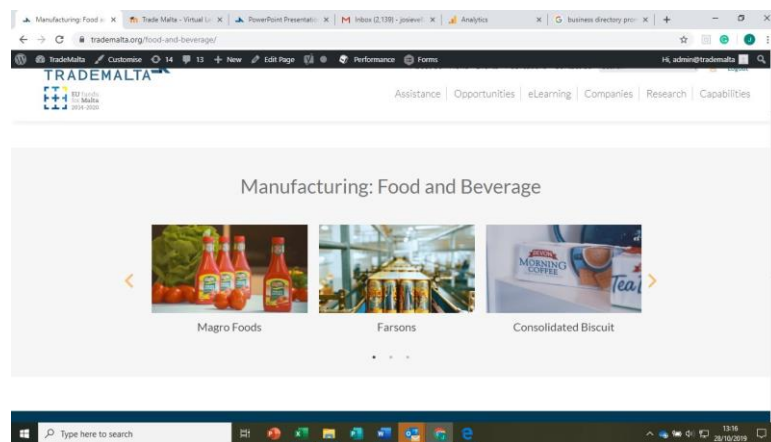 Manufacturing: Food a
Trade Malta - Virtual L
PowerPoint Presentatio
Inbox (2,139) - josievel
Analytics
business directory pro
trademalta.org/food-and-beverage/
TradeMalta Customise 14 13 + New Edit Page Performance Forms Hi, admin@trademalta
TRADEMALTA
EU funds
for Malta
2014-2020
Assistance Opportunities eLearning Companies Research Capabilities
Manufacturing: Food and Beverage
MORNING
COFFEE
Tea
Magro Foods Farsons Consolidated Biscuit
Type here to search
13:16
28/10/2019